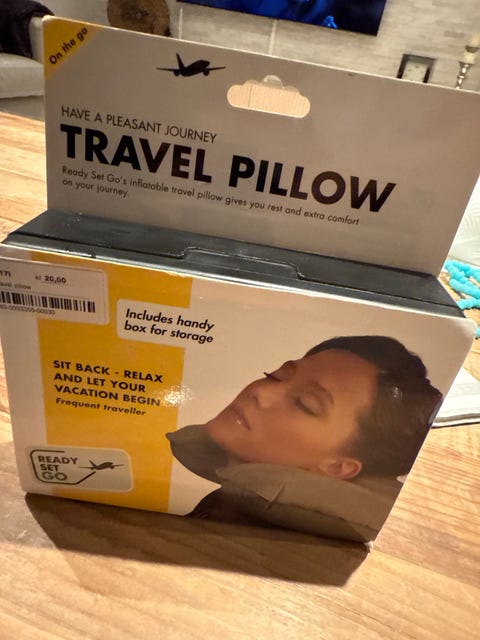 On the go
HAVE A PLEASANT JOURNEY
TRAVEL PILLOW
Ready Set Go's inflatable travel pillow gives you rest and extra comfort
on your journey.
kr 20,00
avel pillow
Includes handy
box for storage
SIT BACK - RELAX
AND LET YOUR
VACATION BEGIN
Frequent traveller
READY
SET
GO